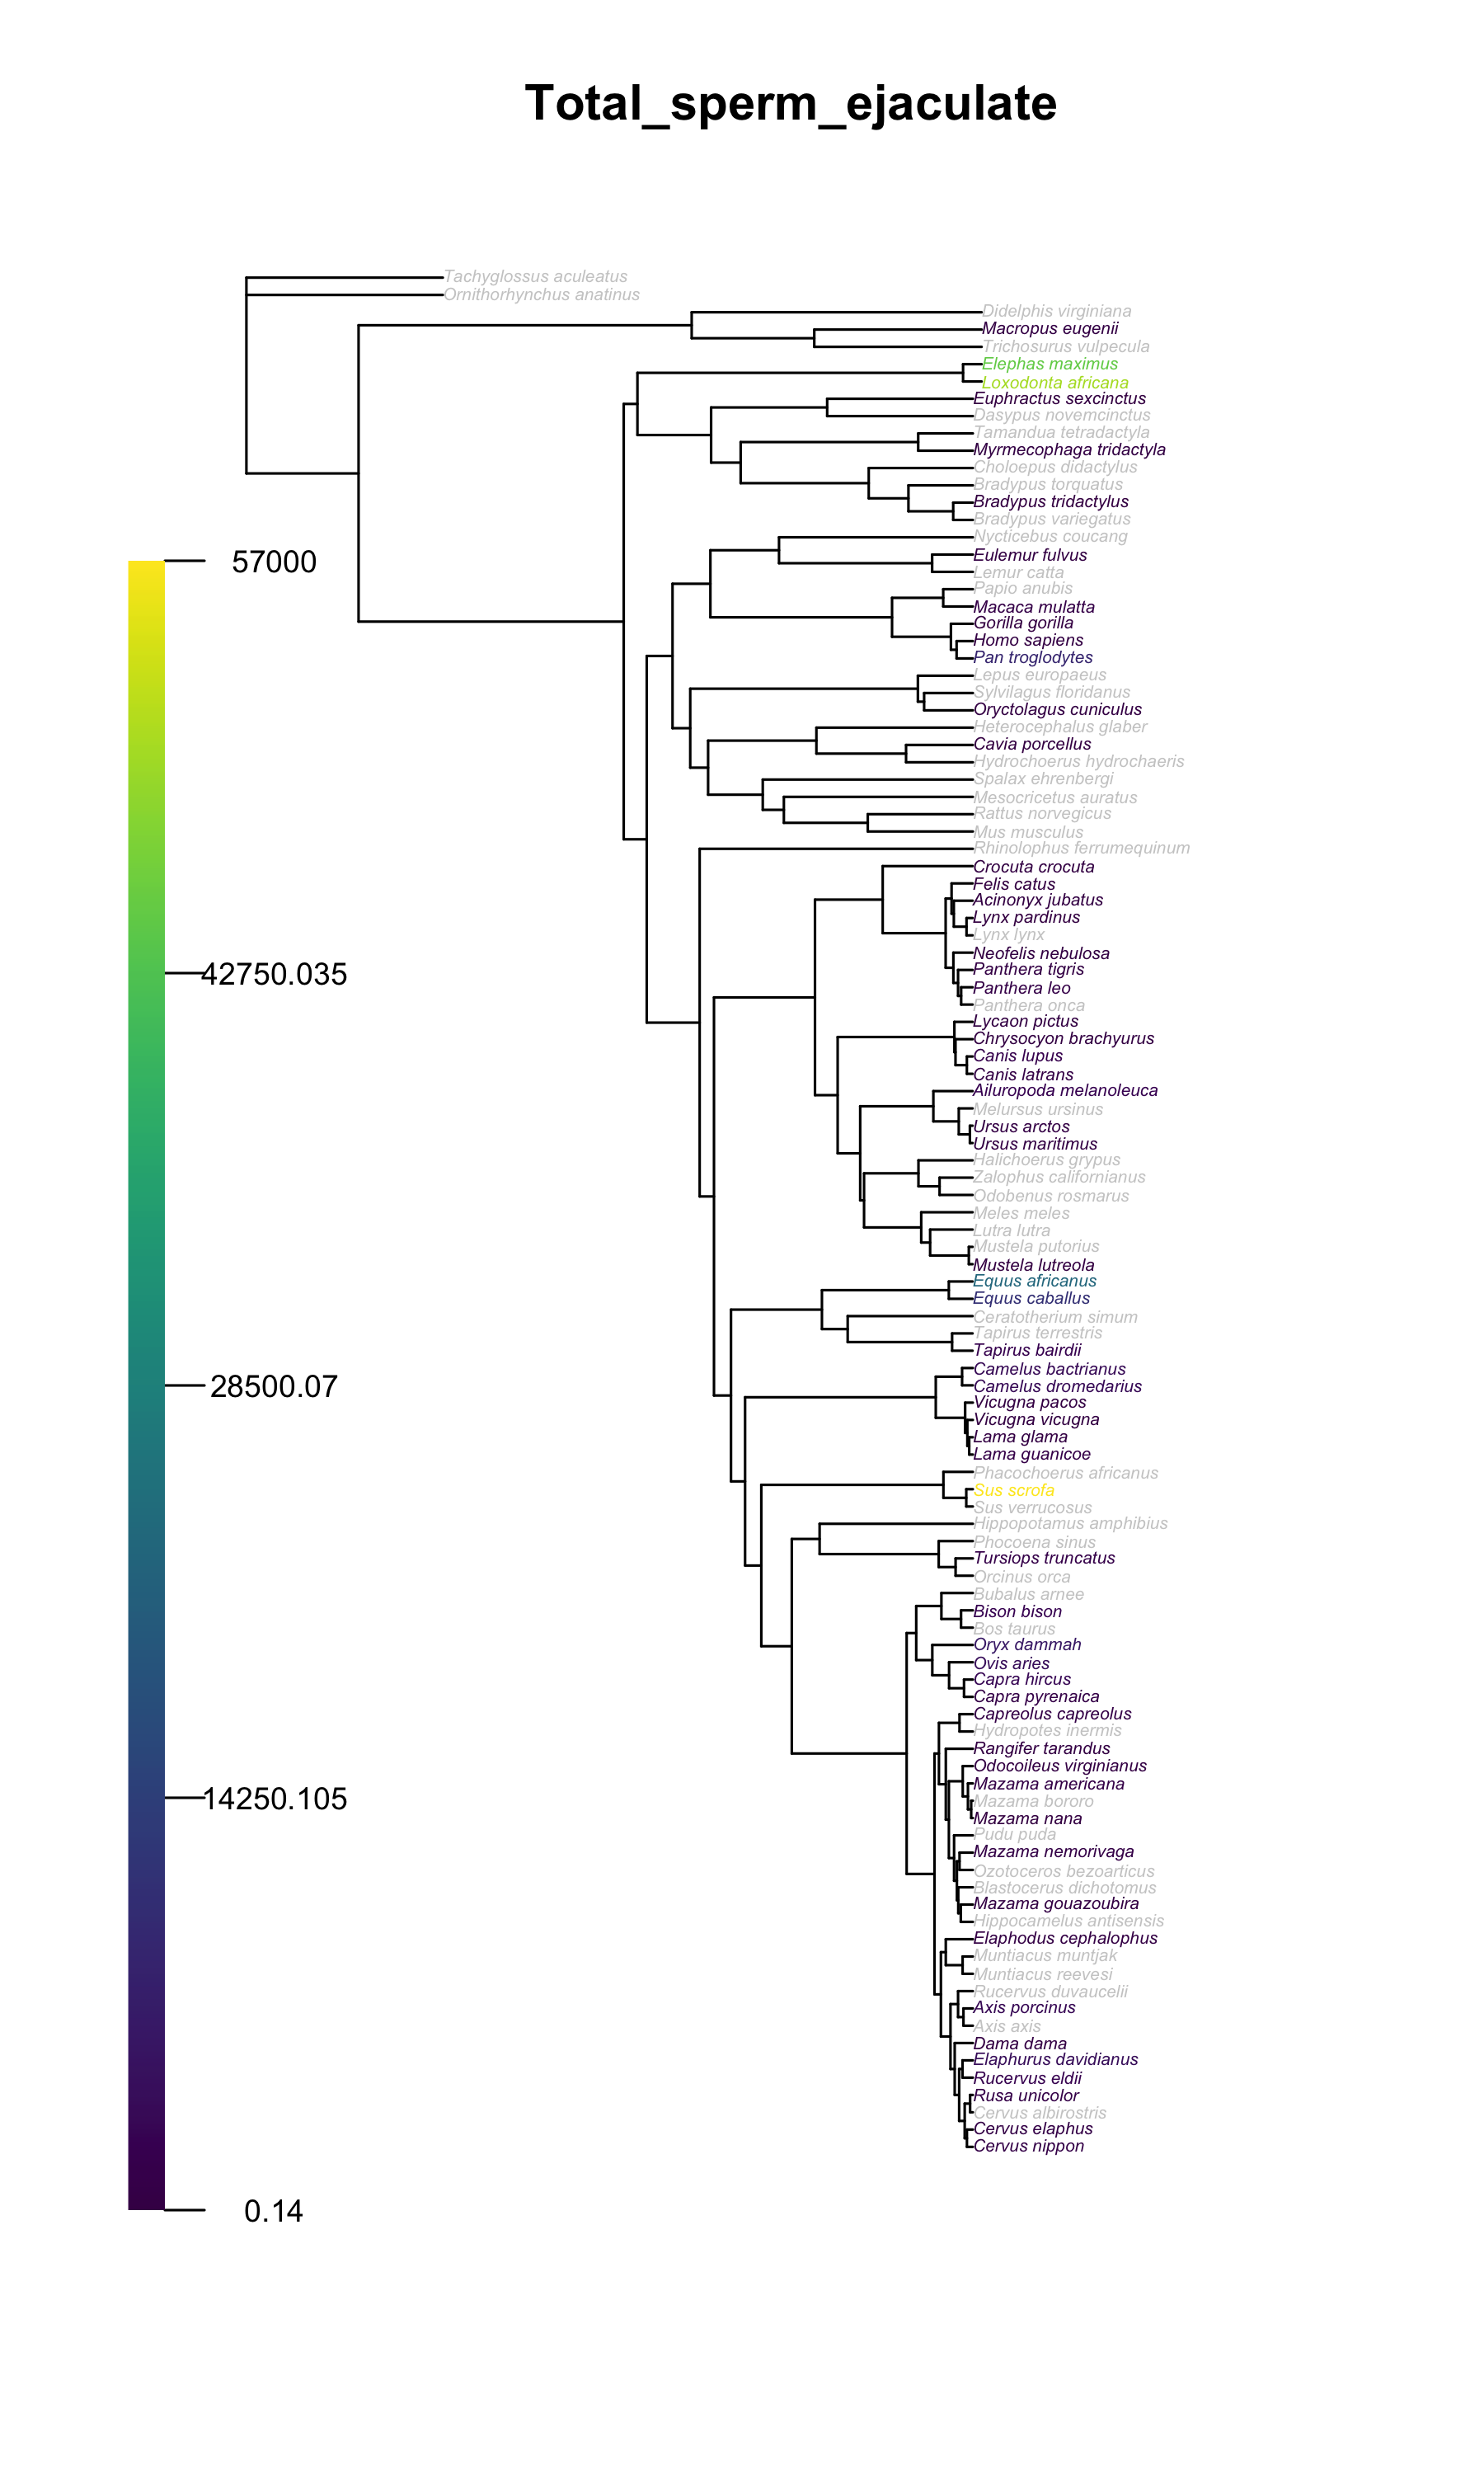 Total_sperm_ejaculate
Tachyglossus aculeatus
Ornithorhynchus anatinus
Didelphis virginiana
Macropus eugenii
Trichosurus vulpecula
Elephas maximus
Loxodonta africana
Euphractus sexcinctus
Dasypus novemcinctus
Tamandua tetradactyla
Myrmecophaga tridactyla
Choloepus didactylus
Bradypus torquatus
Bradypus tridactylus
Bradypus variegatus
Nycticebus coucang
Eulemur fulvus
Lemur catta
Papio anubis
Macaca mulatta
Gorilla gorilla
Homo sapiens
Pan troglodytes
Lepus europaeus
Sylvilagus floridanus
Oryctolagus cuniculus
Heterocephalus glaber
Cavia porcellus
Hydrochoerus hydrochaeris
Spalax ehrenbergi
Mesocricetus auratus
Rattus norvegicus
Mus musculus
Rhinolophus ferrumequinum
Crocuta crocuta
Felis catus
Acinonyx jubatus
Lynx pardinus
Lynx lynx
Neofelis nebulosa
Panthera tigris
Panthera leo
Panthera onca
Lycaon pictus
Chrysocyon brachyurus
Canis lupus
Canis latrans
Ailuropoda melanoleuca
Melursus ursinus
Ursus arctos
Ursus maritimus
Halichoerus grypus
Zalophus californianus
Odobenus rosmarus
Meles meles
Lutra lutra
Mustela putorius
Mustela lutreola
Equus africanus
Equus caballus
Ceratotherium simum
Tapirus terrestris
Tapirus bairdii
Camelus bactrianus
Camelus dromedarius
Vicugna pacos
Vicugna vicugna
Lama glama
Lama guanicoe
Phacochoerus africanus
Sus scrofa
Sus verrucosus
Hippopotamus amphibius
Phocoena sinus
Tursiops truncatus
Orcinus orca
Bubalus arnee
Bison bison
Bos taurus
Oryx dammah
Ovis aries
Capra hircus
Capra pyrenaica
Capreolus capreolus
Hydropotes inermis
Rangifer tarandus
Odocoileus virginianus
Mazama americana
Mazama bororo
Mazama nana
Pudu puda
Mazama nemorivaga
Ozotoceros bezoarticus
Blastocerus dichotomus
Mazama gouazoubira
Hippocamelus antisensis
Elaphodus cephalophus
Muntiacus muntjak
Muntiacus reevesi
Rucervus duvaucelii
Axis porcinus
Axis axis
Dama dama
Elaphurus davidianus
Rucervus eldii
Rusa unicolor
Cervus albirostris
Cervus elaphus
Cervus nippon
57000
42750.035
28500.07
14250.105
0.14